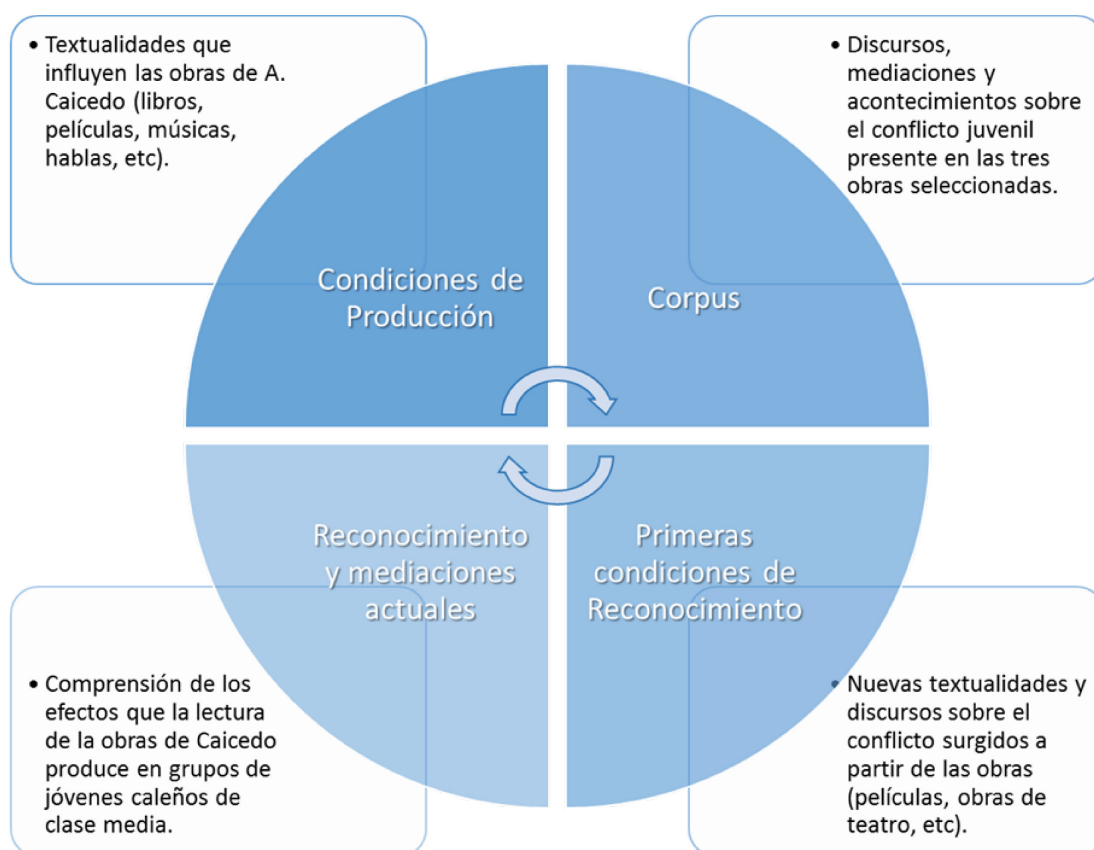 • Textualidades que
influyen las obras de A.
Caicedo (libros,
películas, músicas,
hablas, etc).
• Discursos,
mediaciones y
acontecimientos sobre
el conflicto juvenil
presente en las tres
obras seleccionadas.
Condiciones de
Producción
Corpus
Reconocimiento
y mediaciones
actuales
Primeras
condiciones de
Reconocimiento
• Comprensión de los
efectos que la lectura
de la obras de Caicedo
produce en grupos de
jóvenes caleños de
clase media.
• Nuevas textualidades y
discursos sobre el
conflicto surgidos a
partir de las obras
(películas, obras de
teatro, etc).